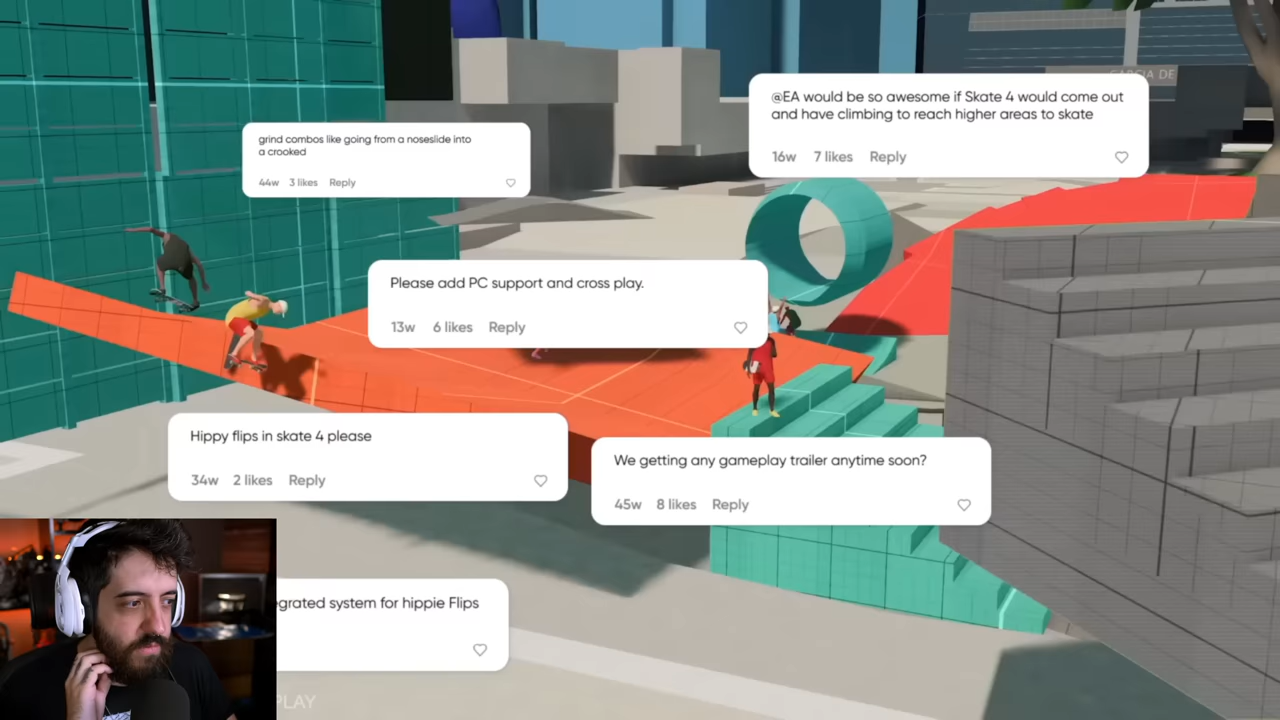 GARCIA DE
@EA would be so awesome if Skate 4 would come out
and have climbing to reach higher areas to skate
16w 7 likes Reply
grind combos like going from a noseslide into
a crooked
44w 3 likes Reply
Please add PC support and cross play.
13w 6 likes Reply
Hippy flips in skate 4 please
34w 2 likes Reply
We getting any gameplay trailer anytime soon?
45w 8 likes Reply
egrated system for hippie Flips
PLAY